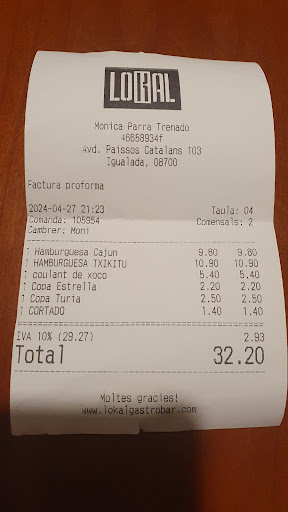 LOKAL
Monica Parra Trenado
46658934f
Avd. Paissos Catalans 103
Igualada, 08700
Factura proforma
2024-04-27 21:23 Taula: 04
Comanda: 105954 Comensals: 2
Cambrer: Moni
1 Hamburguesa Cajun 9.80 9.80
1 HAMBURGUESA TXIKITU 10.90 10.90
1 coulant de xoco 5.40 5.40
1 Copa Estrella 2.20 2.20
1 Copa Turia 2.50 2.50
1 CORTADO 1.40 1.40
IVA 10% (29.27) 2.93
Total 32.20
Moltes gracies!
www.lokalgastrobar.com